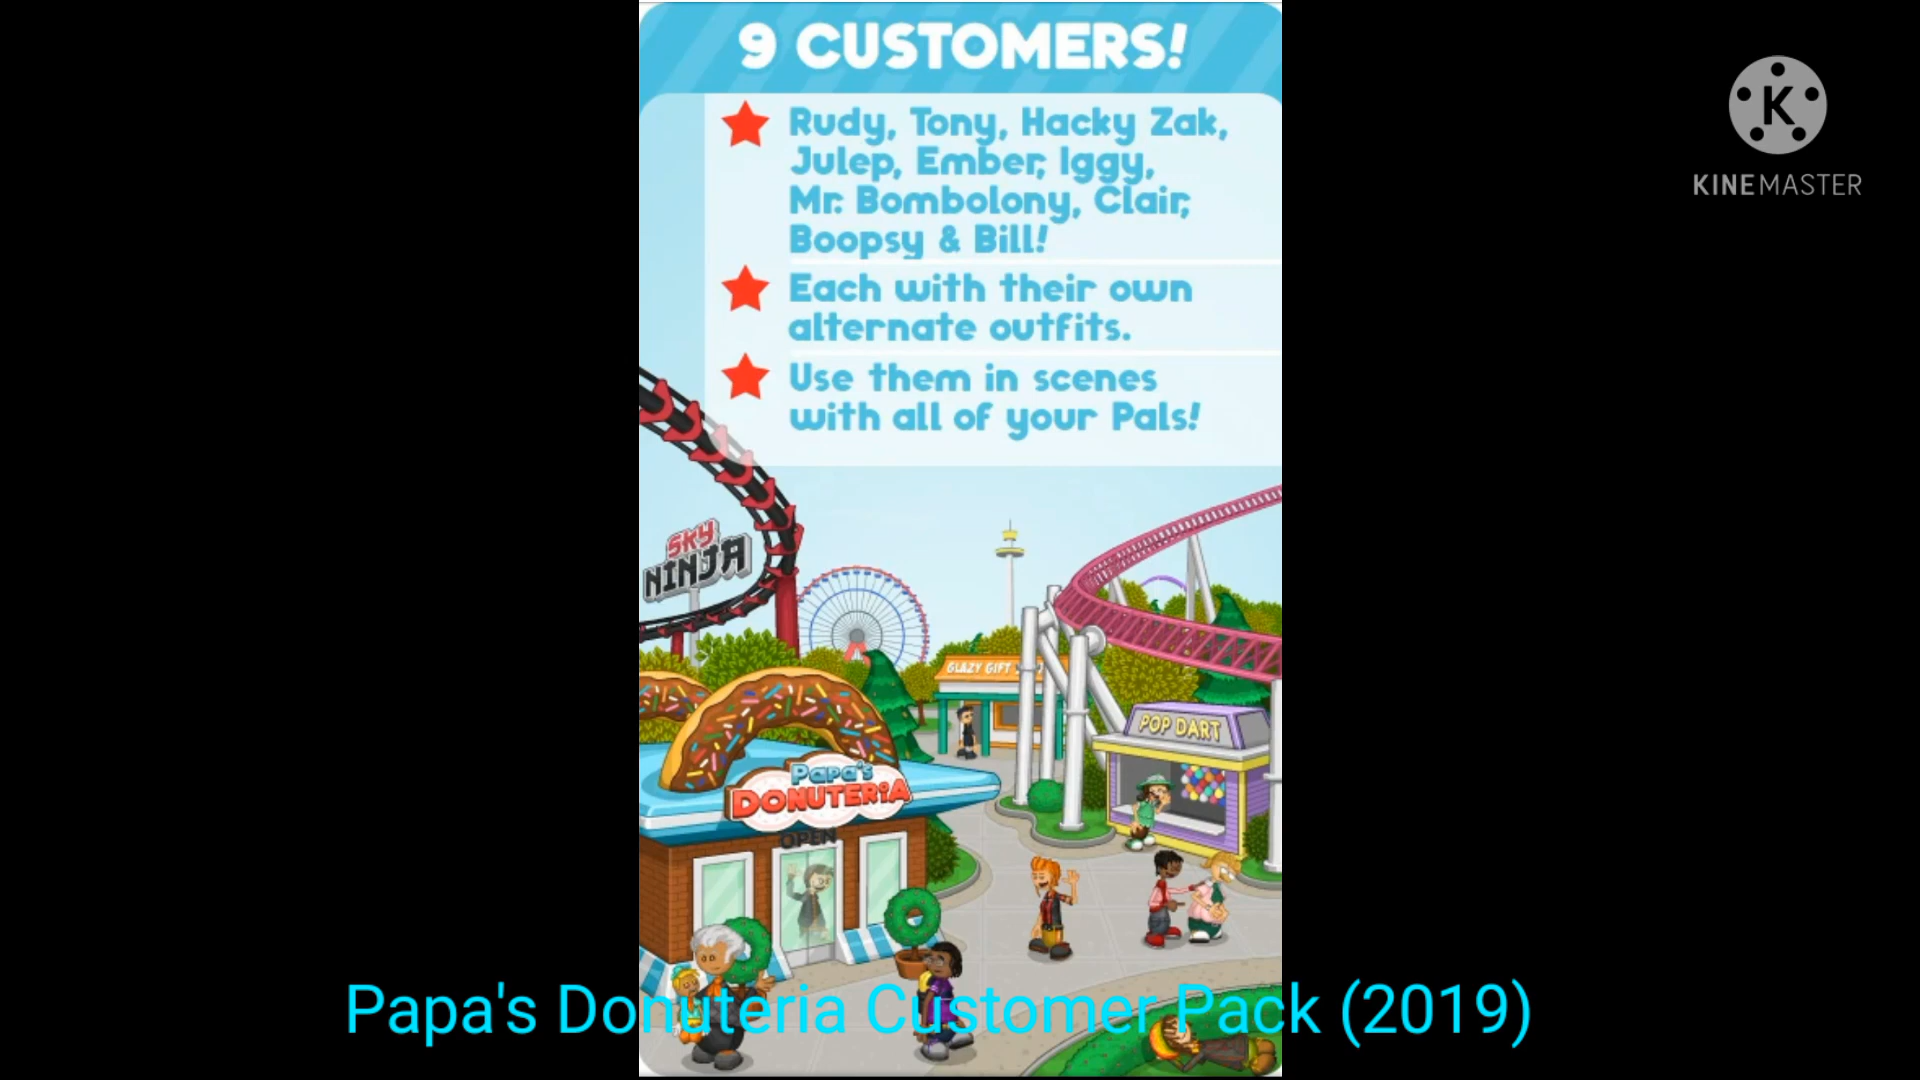 9 CUSTOMERS!
Rudy, Tony, Hacky Zak,
Julep, Ember, Iggy,
Mr. Bombolony, Clair,
Boopsy & Bill!
Each with their own
alternate outfits.
Use them in scenes
with all of your Pals!
K
KINEMASTER
SKY
NINJA
GLAZY GIFT
POP DART
Papa's
DONUTERIA
OPEN
Papa's Donuteria Customer Pack (2019)